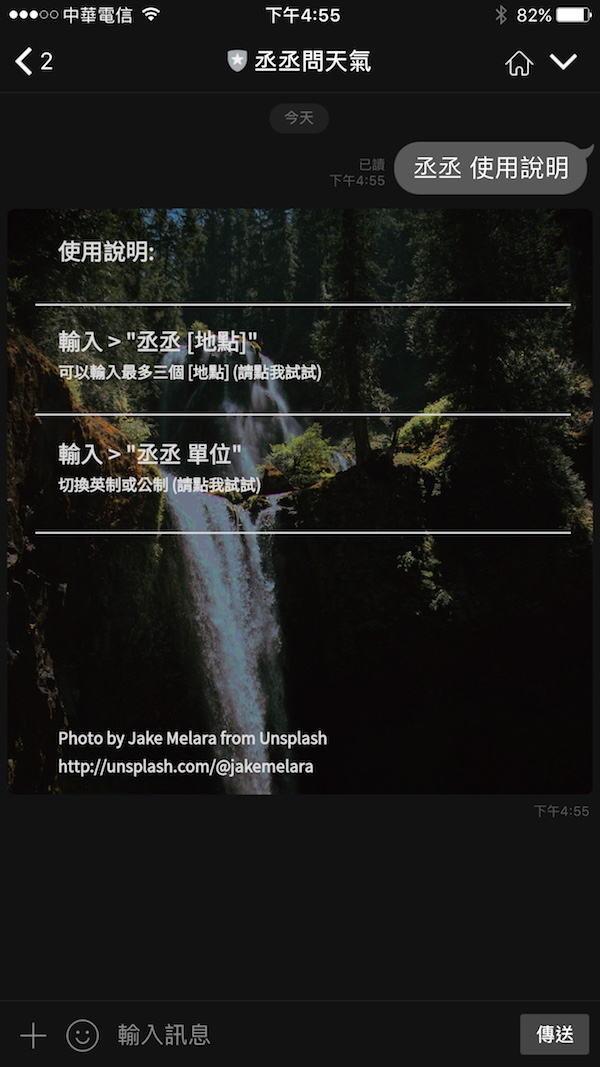 中華電信 下午4:55 82%
2 丞丞問天氣
今天
已讀
下午4:55
丞丞 使用說明
使用說明:
輸入 > "丞丞 [地點]"
可以輸入最多三個 [地點] (請點我試試)
輸入 > "丞丞 單位"
切換英制或公制 (請點我試試)
Photo by Jake Melara from Unsplash
http://unsplash.com/@jakemelara
下午4:55
輸入訊息 傳送